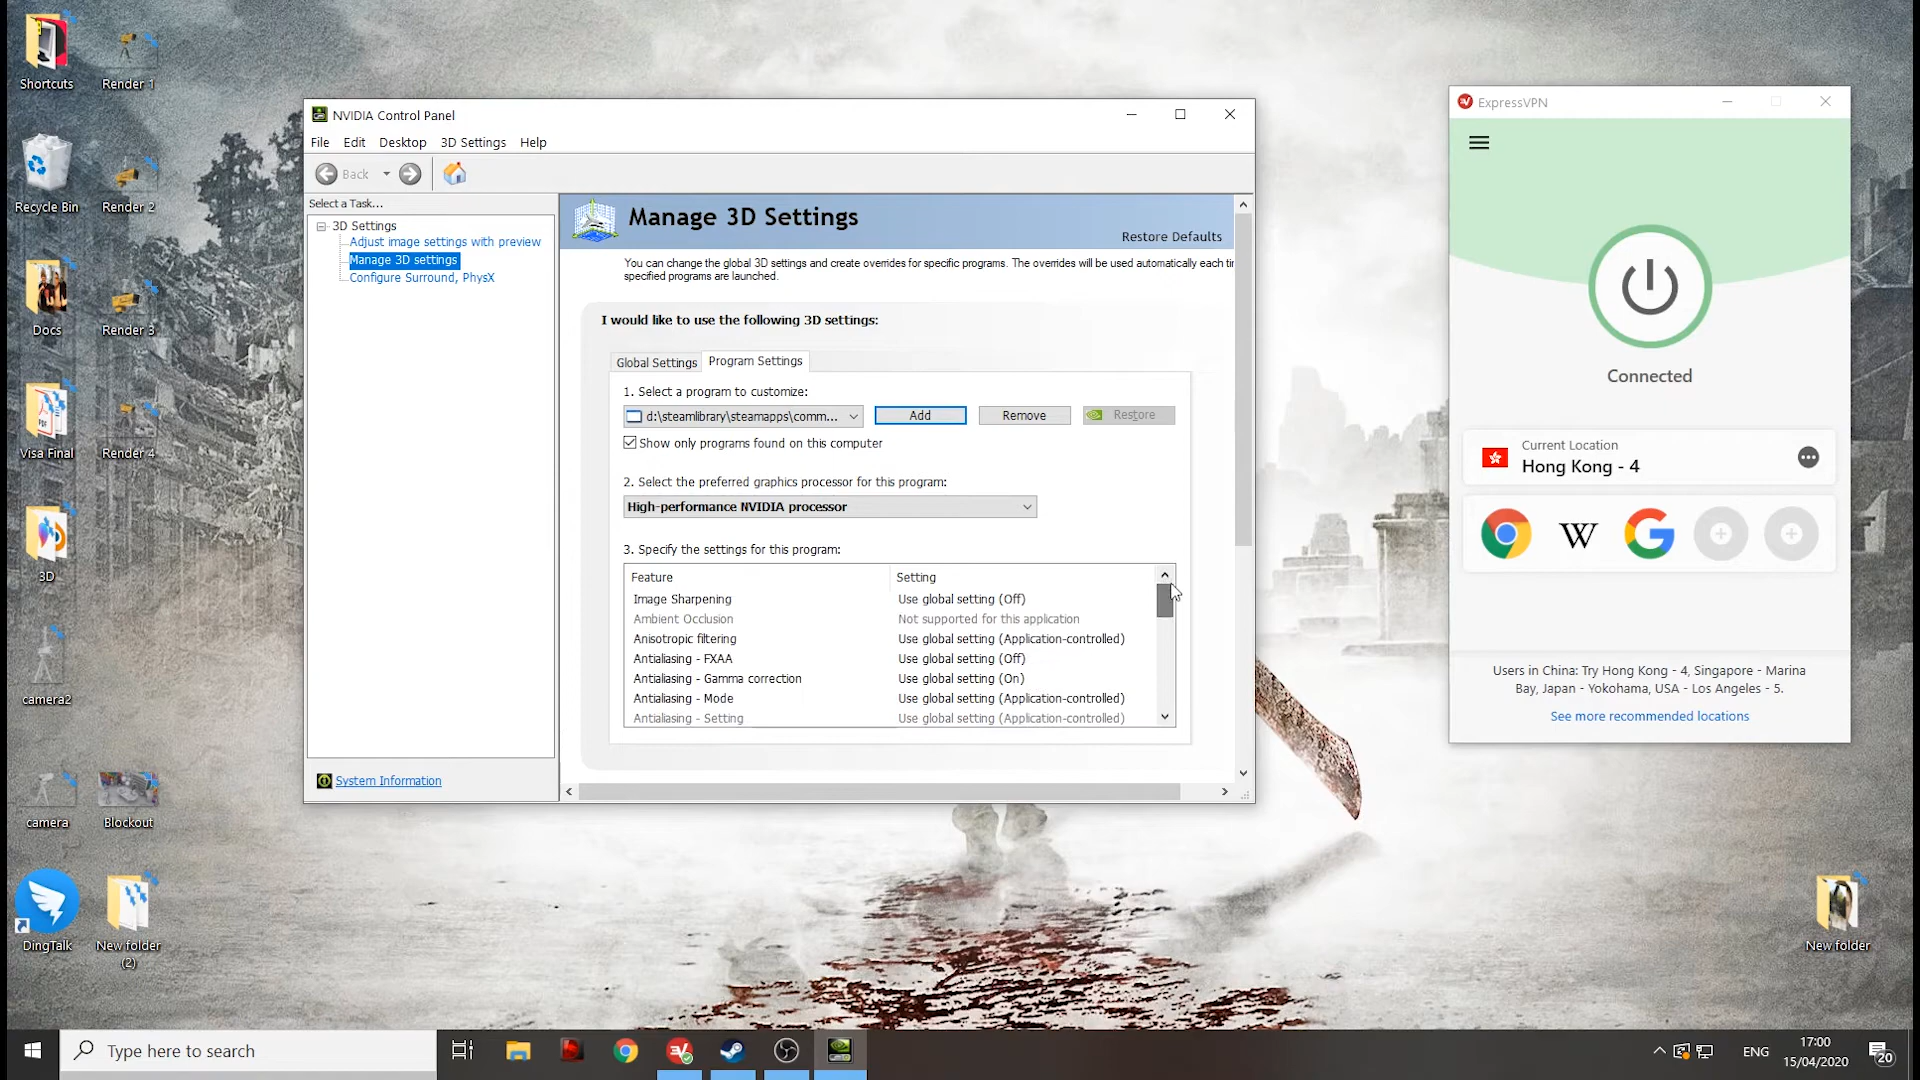 Shortcuts
Render 1
Recycle Bin
Render 2
Docs
Render 3
Visa Final
Render 4
3D
camera2
camera
Blockout
DingTalk
New folder
(2)
NVIDIA Control Panel
File Edit Desktop 3D Settings Help
Back
Select a Task...
3D Settings
Adjust image settings with preview
Manage 3D settings
Configure Surround, PhysX
System Information
Manage 3D Settings
Restore Defaults
You can change the global 3D settings and create overrides for specific programs. The overrides will be used automatically each tir
specified programs are launched.
I would like to use the following 3D settings:
Global Settings Program Settings
1. Select a program to customize:
d:\steamlibrary\steamapps\comm... Add Remove Restore
Show only programs found on this computer
2. Select the preferred graphics processor for this program:
High-performance NVIDIA processor
3. Specify the settings for this program:
Feature Setting
Image Sharpening Use global setting (Off)
Ambient Occlusion Not supported for this application
Anisotropic filtering Use global setting (Application-controlled)
Antialiasing - FXAA Use global setting (Off)
Antialiasing - Gamma correction Use global setting (On)
Antialiasing - Mode Use global setting (Application-controlled)
Antialiasing - Setting Use global setting (Application-controlled)
ExpressVPN
Connected
Current Location
Hong Kong - 4
W
Users in China: Try Hong Kong - 4, Singapore - Marina
Bay, Japan - Yokohama, USA - Los Angeles - 5.
See more recommended locations
New folder
Type here to search
ENG
17:00
15/04/2020
20